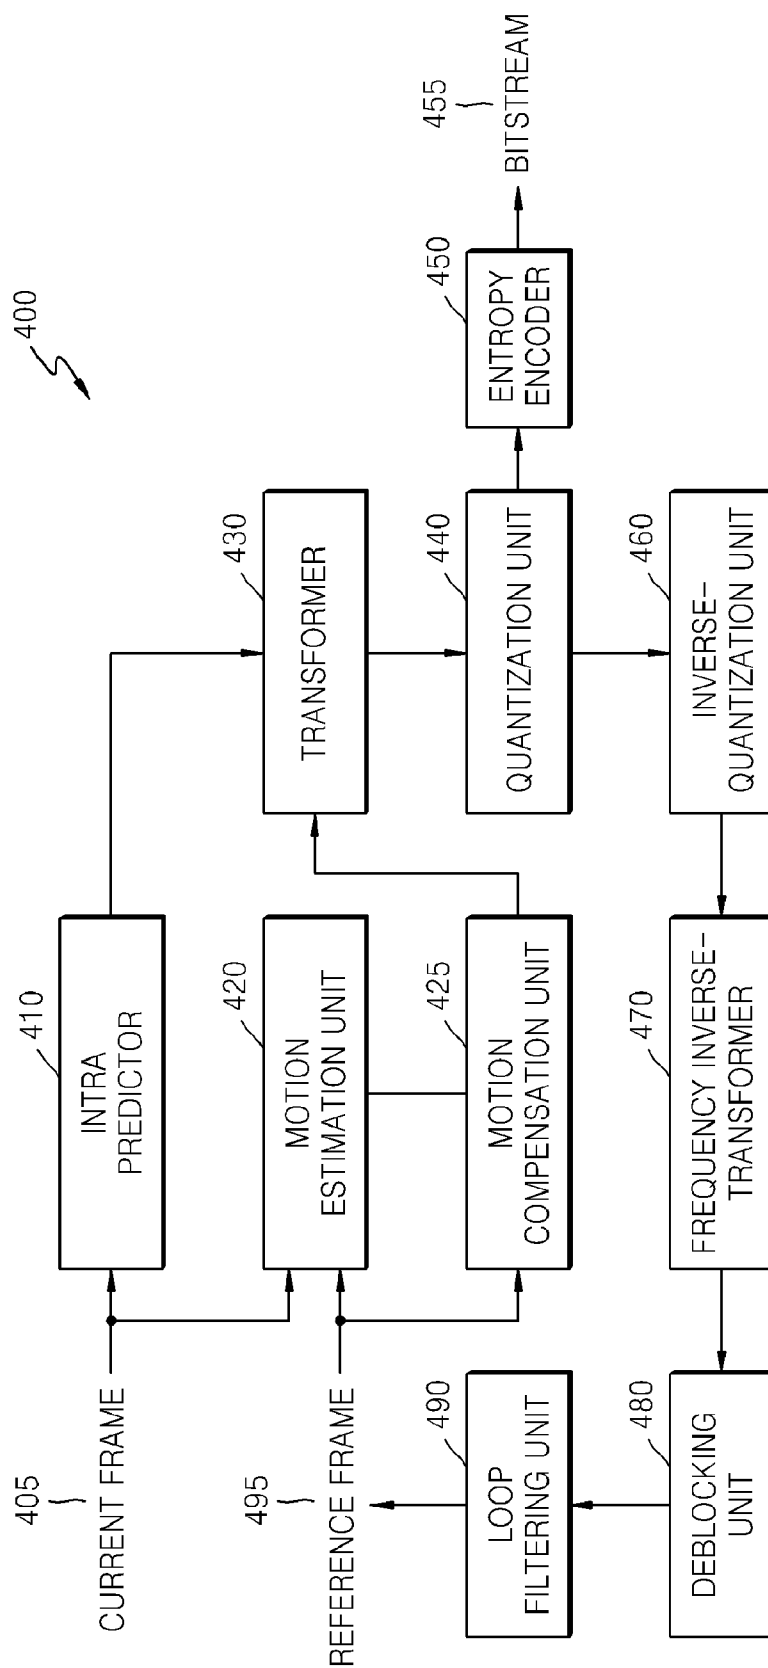 400
405
CURRENT FRAME
410
INTRA
PREDICTOR
495
REFERENCE FRAME
420
MOTION
ESTIMATION UNIT
430
TRANSFORMER
490
LOOP
FILTERING UNIT
425
MOTION
COMPENSATION UNIT
440
QUANTIZATION UNIT
450
ENTROPY
ENCODER
455
BITSTREAM
480
DEBLOCKING
UNIT
470
FREQUENCY INVERSE-
TRANSFORMER
460
INVERSE-
QUANTIZATION UNIT